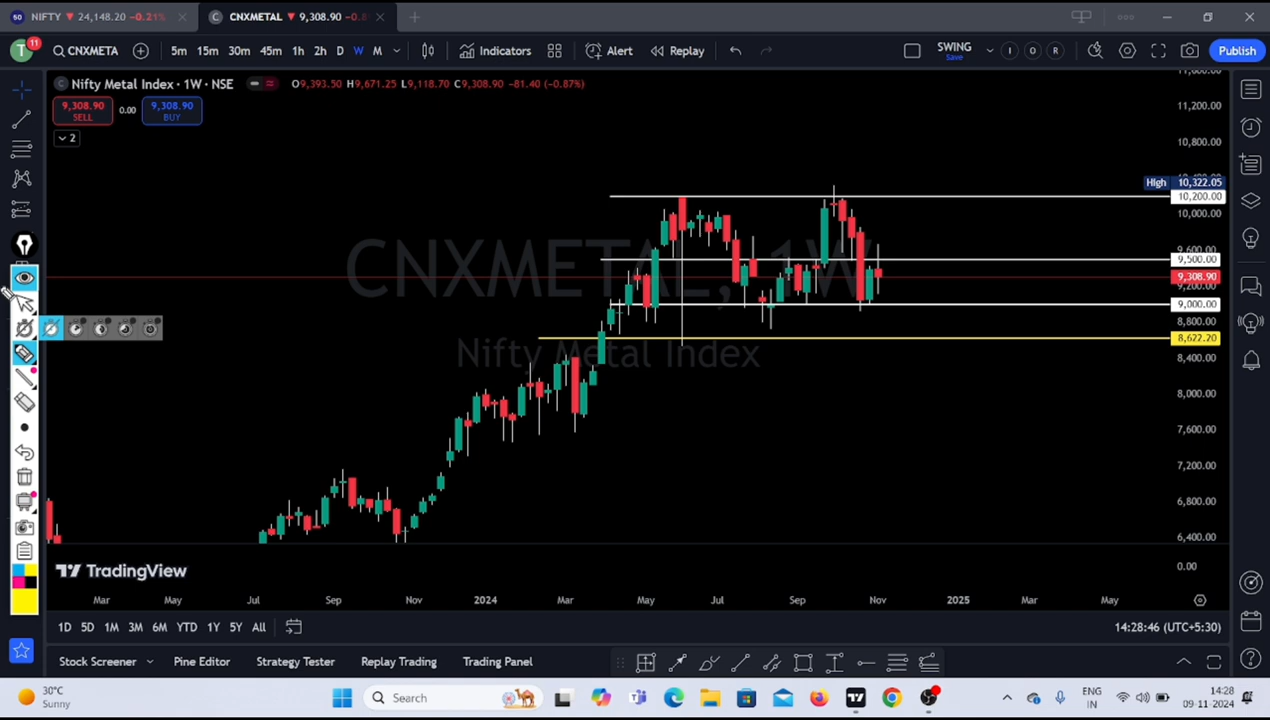 50 NIFTY 24,148.20 −0.21%
C CNXMETAL 9,308.90 −0.8
T 11 CNXMETA 5m 15m 30m 45m 1h 2h D W M Indicators Alert Replay SWING Save I O R Publish
C Nifty Metal Index · 1W · NSE O9,393.50 H9,671.25 L9,118.70 C9,308.90 −81.40 (−0.87%)
9,308.90 SELL 0.00 9,308.90 BUY
2
CNXMETAL, 1W
Nifty Metal Index
11,200.00
10,800.00
High 10,322.05
10,200.00
10,000.00
9,600.00
9,500.00
9,308.90
9,200.00
9,000.00
8,800.00
8,622.20
8,400.00
8,000.00
7,600.00
7,200.00
6,800.00
6,400.00
0.00
TradingView
Mar May Jul Sep Nov 2024 Mar May Jul Sep Nov 2025 Mar May
1D 5D 1M 3M 6M YTD 1Y 5Y All 14:28:46 (UTC+5:30)
Stock Screener Pine Editor Strategy Tester Replay Trading Trading Panel
30°C
Sunny
Search
ENG
IN
14:28
09-11-2024